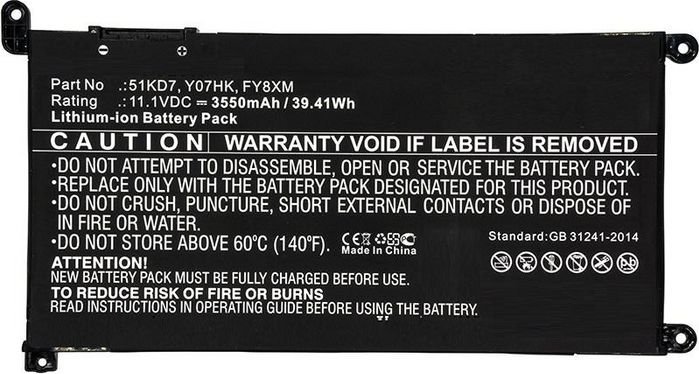 Part No .:51KD7, Y07HK, FY8XM
Rating .:11.1VDC ⎓ 3550mAh / 39.41Wh
Lithium-ion Battery Pack
CAUTION WARRANTY VOID IF LABEL IS REMOVED
•DO NOT ATTEMPT TO DISASSEMBLE, OPEN OR SERVICE THE BATTERY PACK.
•REPLACE ONLY WITH THE BATTERY PACK DESIGNATED FOR THIS PRODUCT.
•DO NOT CRUSH, PUNCTURE, SHORT EXTERNAL CONTACTS OR DISPOSE OF
IN FIRE OR WATER.
•DO NOT STORE ABOVE 60℃ (140℉).
CE
Made In China
Standard:GB 31241-2014
ATTENTION!
NEW BATTERY PACK MUST BE FULLY CHARGED BEFORE USE.
TO REDUCE RISK OF FIRE OR BURNS
READ INSTRUCTIONS IN OPERATING GUIDE BEFORE USING THE BATTERY.